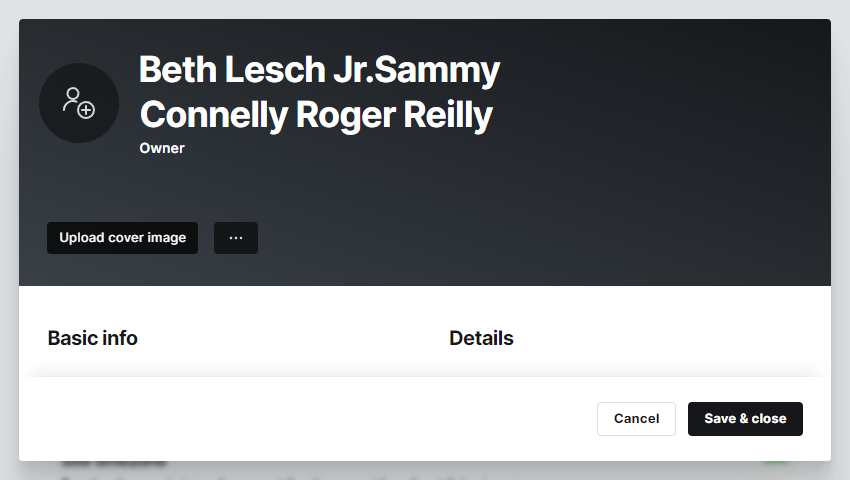 Beth Lesch Jr.Sammy
Connelly Roger Reilly
Owner
Upload cover image
Basic info
Details
Cancel
Save & close